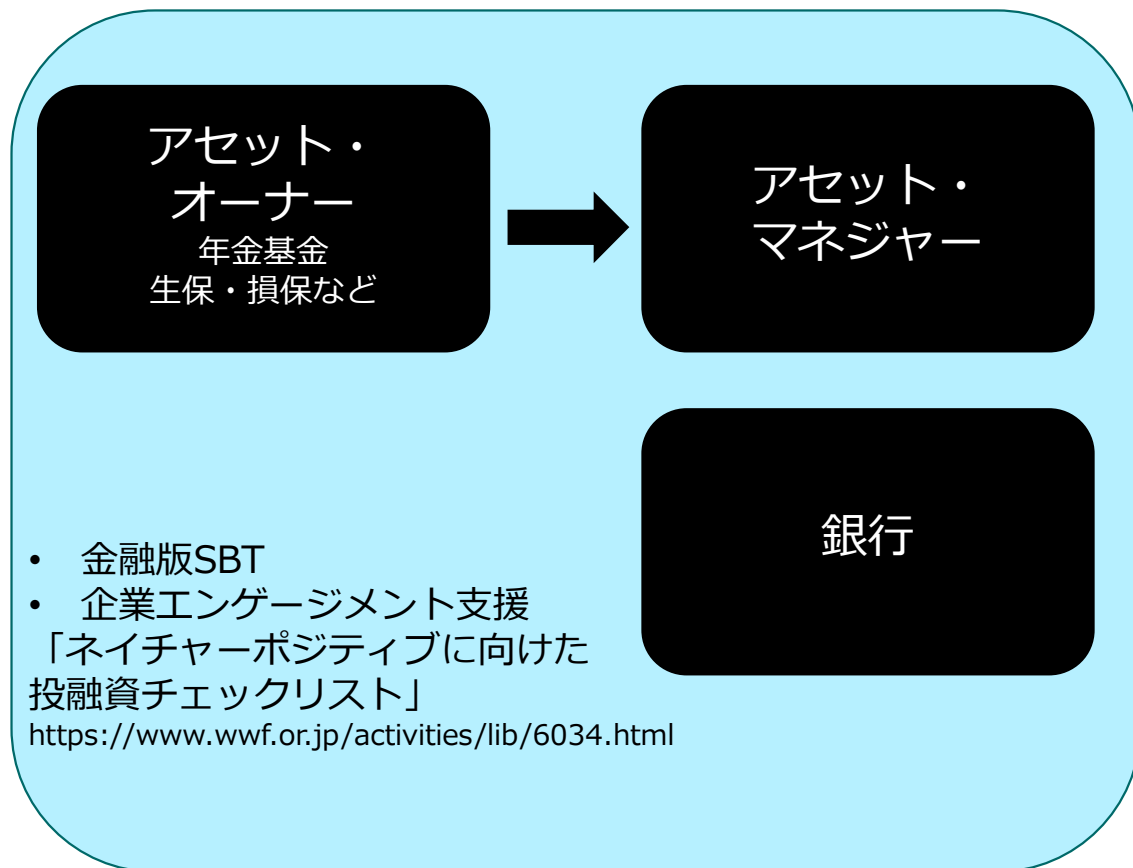 アセット・
オーナー
年金基金
生保・損保など
アセット・
マネジャー
銀行
• 金融版SBT
• 企業エンゲージメント支援
「ネイチャーポジティブに向けた
投融資チェックリスト」
https://www.wwf.or.jp/activities/lib/6034.html